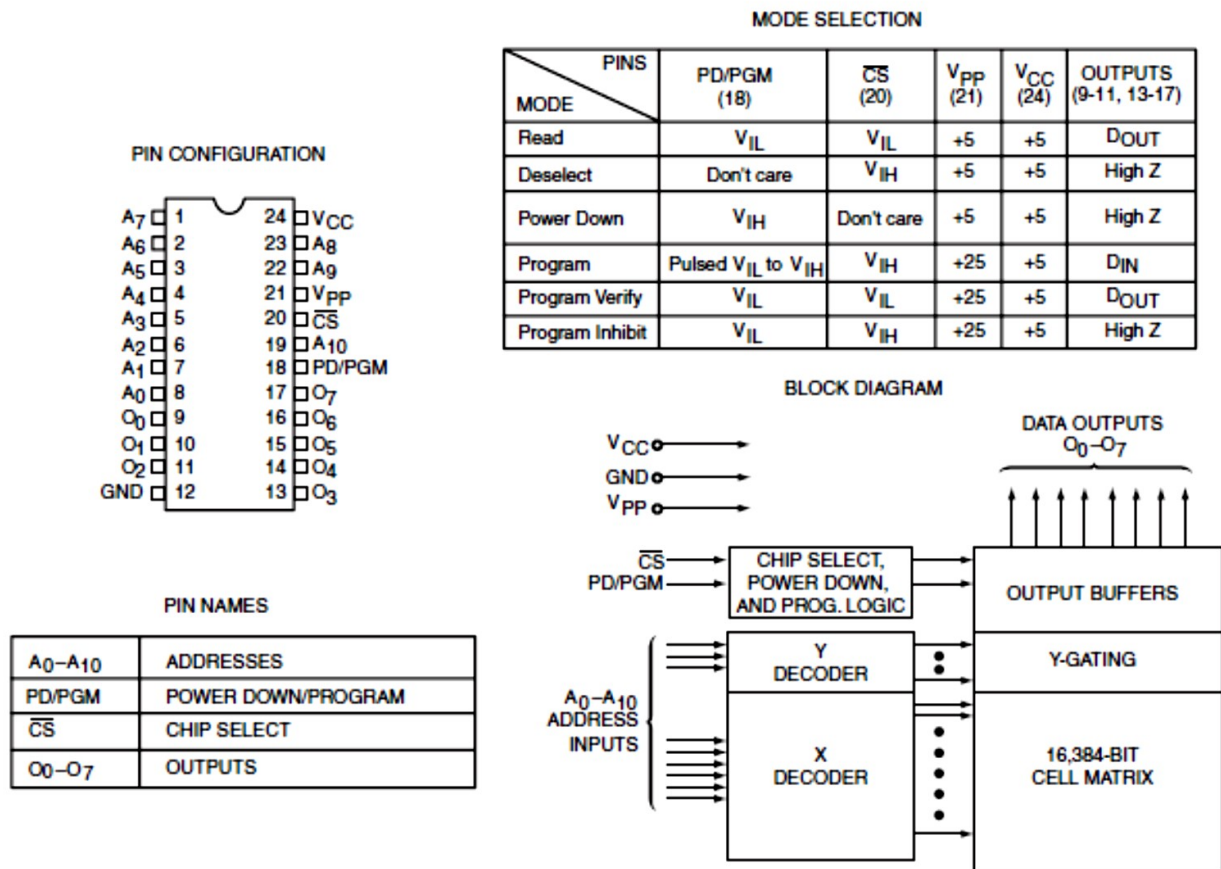 MODE SELECTION
PINS
MODE
PD/PGM
(18)
C̅S̅
(20)
VPP
(21)
VCC
(24)
OUTPUTS
(9-11, 13-17)
Read VIL VIL +5 +5 DOUT
Deselect Don't care VIH +5 +5 High Z
Power Down VIH Don't care +5 +5 High Z
Program Pulsed VIL to VIH VIH +25 +5 DIN
Program Verify VIL VIL +25 +5 DOUT
Program Inhibit VIL VIH +25 +5 High Z
PIN CONFIGURATION
A7 1 24 VCC
A6 2 23 A8
A5 3 22 A9
A4 4 21 VPP
A3 5 20 C̅S̅
A2 6 19 A10
A1 7 18 PD/PGM
A0 8 17 O7
O0 9 16 O6
O1 10 15 O5
O2 11 14 O4
GND 12 13 O3
PIN NAMES
A0–A10 ADDRESSES
PD/PGM POWER DOWN/PROGRAM
C̅S̅ CHIP SELECT
O0–O7 OUTPUTS
BLOCK DIAGRAM
VCC
GND
VPP
DATA OUTPUTS
O0–O7
C̅S̅
PD/PGM
CHIP SELECT,
POWER DOWN,
AND PROG. LOGIC
OUTPUT BUFFERS
Y
DECODER
Y-GATING
A0–A10
ADDRESS
INPUTS
X
DECODER
16,384-BIT
CELL MATRIX